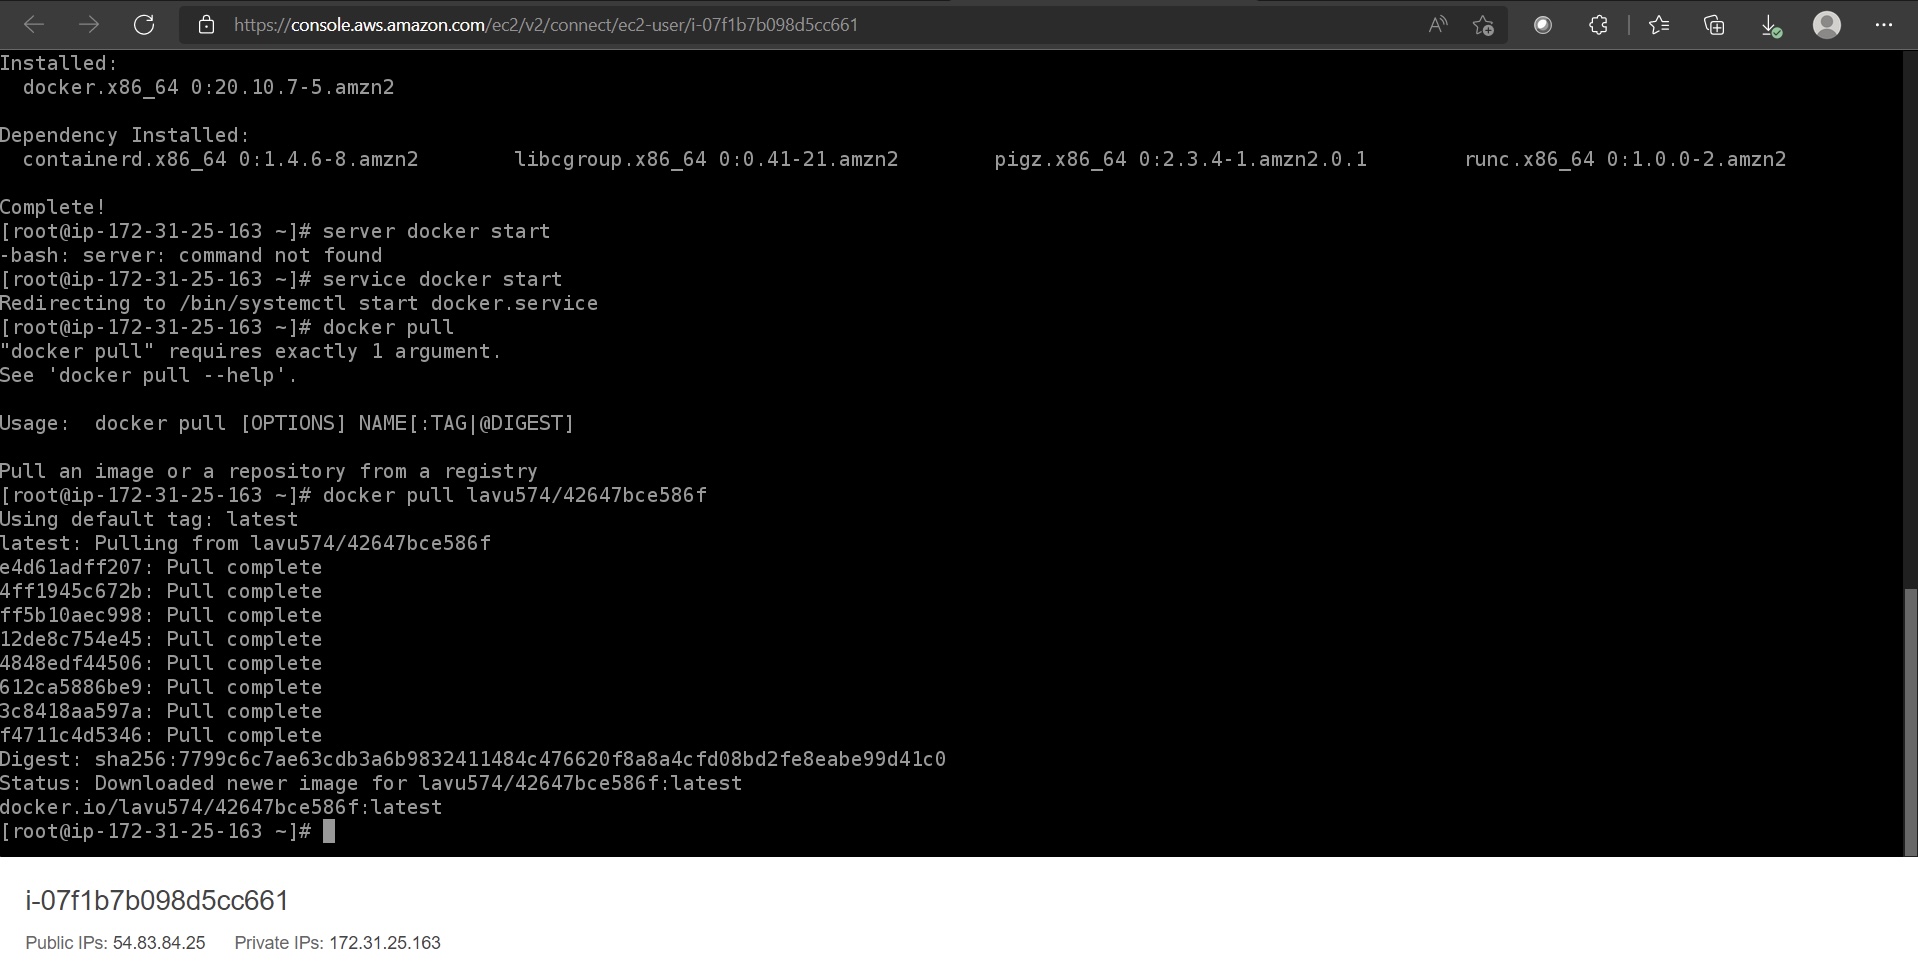 https://console.aws.amazon.com/ec2/v2/connect/ec2-user/i-07f1b7b098d5cc661
Installed:
  docker.x86_64 0:20.10.7-5.amzn2

Dependency Installed:
  containerd.x86_64 0:1.4.6-8.amzn2        libcgroup.x86_64 0:0.41-21.amzn2        pigz.x86_64 0:2.3.4-1.amzn2.0.1        runc.x86_64 0:1.0.0-2.amzn2

Complete!
[root@ip-172-31-25-163 ~]# server docker start
-bash: server: command not found
[root@ip-172-31-25-163 ~]# service docker start
Redirecting to /bin/systemctl start docker.service
[root@ip-172-31-25-163 ~]# docker pull
"docker pull" requires exactly 1 argument.
See 'docker pull --help'.

Usage:  docker pull [OPTIONS] NAME[:TAG|@DIGEST]

Pull an image or a repository from a registry
[root@ip-172-31-25-163 ~]# docker pull lavu574/42647bce586f
Using default tag: latest
latest: Pulling from lavu574/42647bce586f
e4d61adff207: Pull complete
4ff1945c672b: Pull complete
ff5b10aec998: Pull complete
12de8c754e45: Pull complete
4848edf44506: Pull complete
612ca5886be9: Pull complete
3c8418aa597a: Pull complete
f4711c4d5346: Pull complete
Digest: sha256:7799c6c7ae63cdb3a6b9832411484c476620f8a8a4cfd08bd2fe8eabe99d41c0
Status: Downloaded newer image for lavu574/42647bce586f:latest
docker.io/lavu574/42647bce586f:latest
[root@ip-172-31-25-163 ~]#
i-07f1b7b098d5cc661
Public IPs: 54.83.84.25 Private IPs: 172.31.25.163